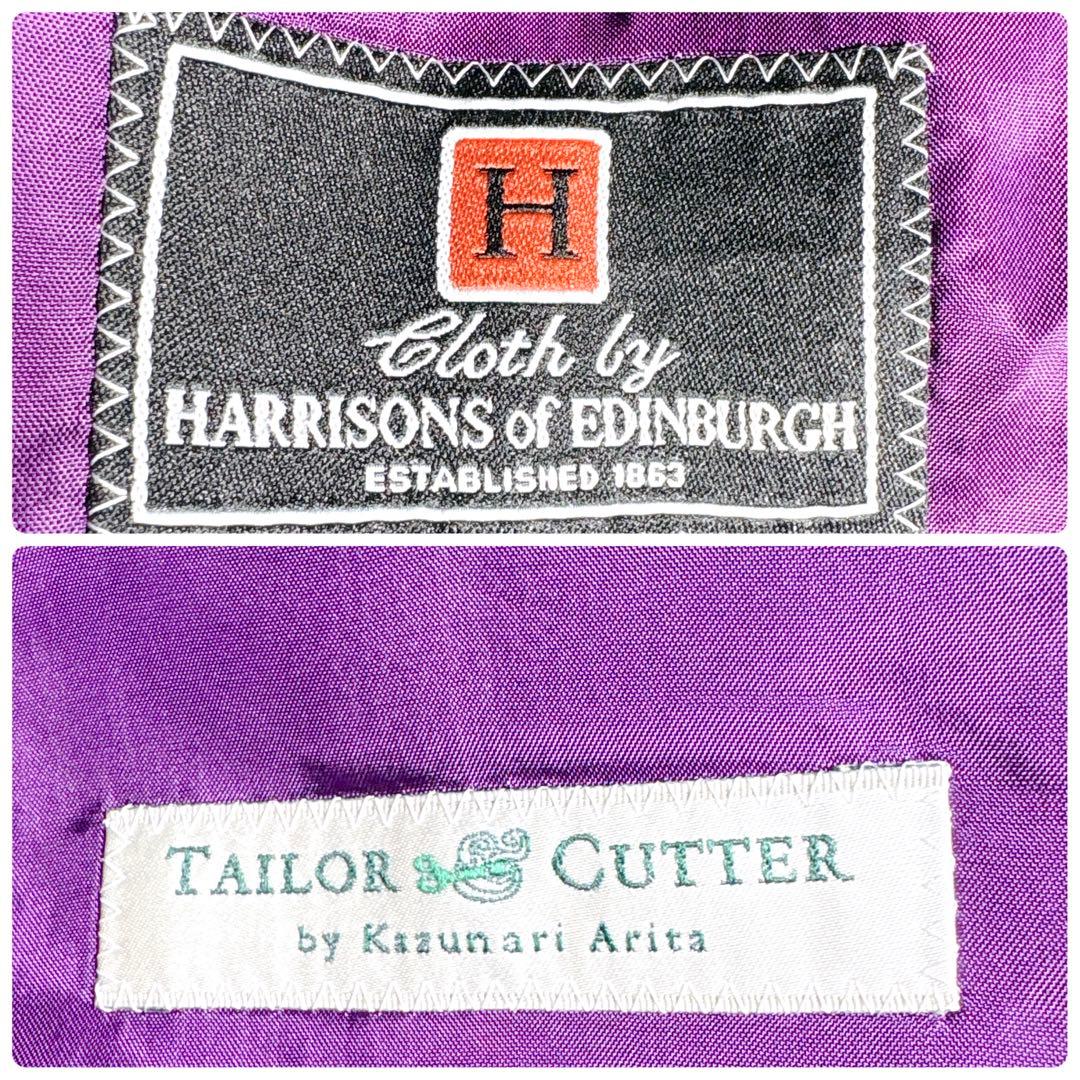 H
Cloth by
HARRISONS of EDINBURGH
ESTABLISHED 1863
TAILOR & CUTTER
by Kazunari Arita